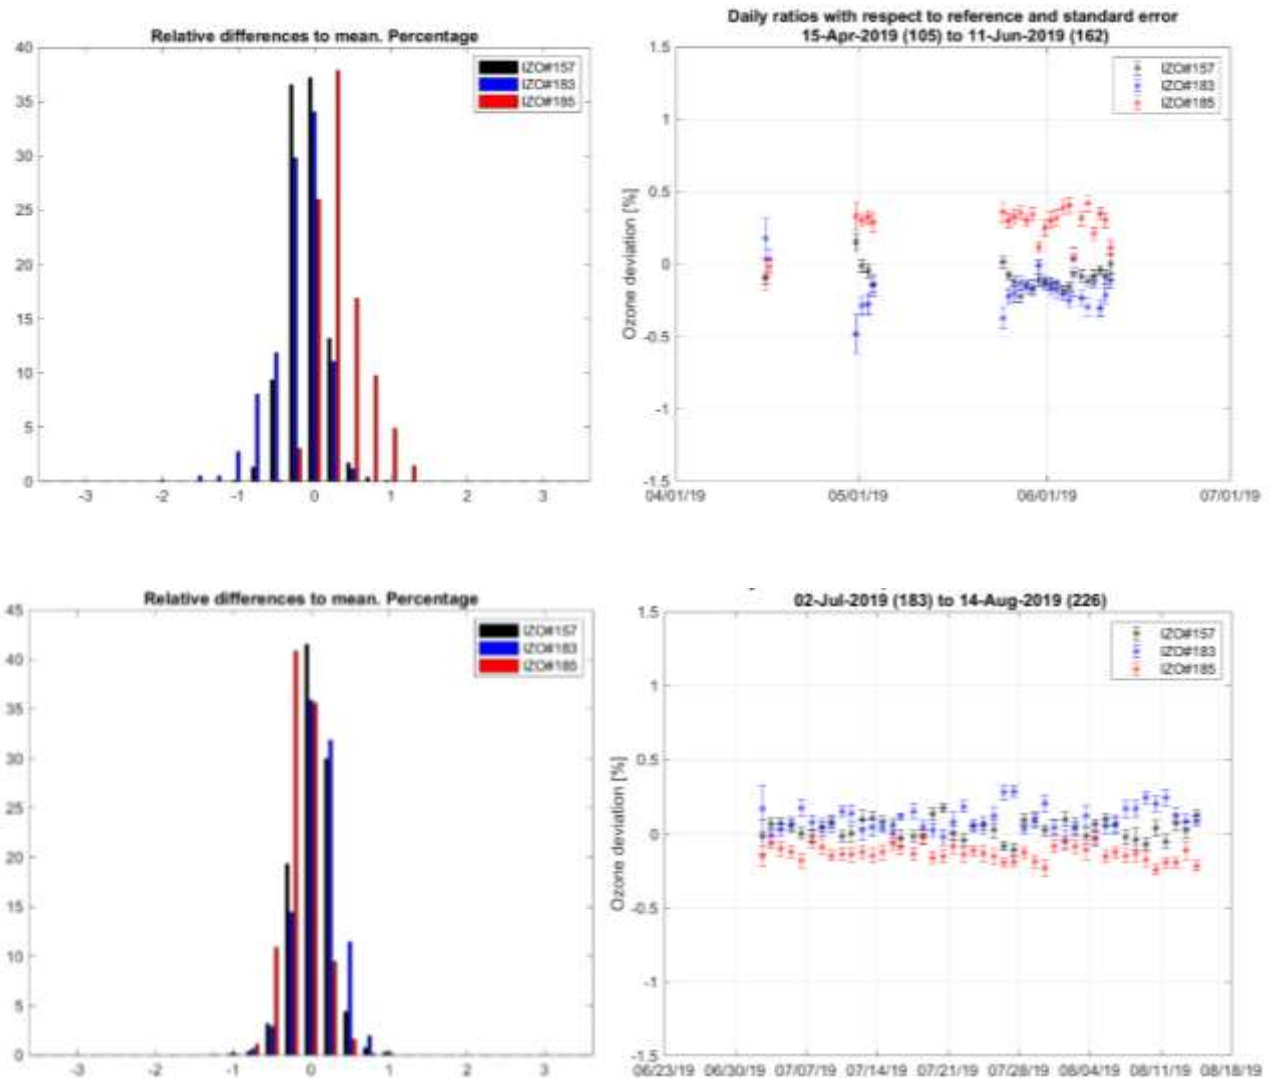 Relative differences to mean. Percentage
40
35
30
25
20
15
10
5
0
-3 -2 -1 0 1 2 3
IZO#157
IZO#183
IZO#185
Daily ratios with respect to reference and standard error
15-Apr-2019 (105) to 11-Jun-2019 (162)
Ozone deviation [%]
1.5
1
0.5
0
-0.5
-1
-1.5
04/01/19 05/01/19 06/01/19 07/01/19
IZO#157
IZO#183
IZO#185
Relative differences to mean. Percentage
45
40
35
30
25
20
15
10
5
0
-3 -2 -1 0 1 2 3
IZO#157
IZO#183
IZO#185
02-Jul-2019 (183) to 14-Aug-2019 (226)
Ozone deviation [%]
1.5
1
0.5
0
-0.5
-1
-1.5
06/23/19 06/30/19 07/07/19 07/14/19 07/21/19 07/28/19 08/04/19 08/11/19 08/18/19
IZO#157
IZO#183
IZO#185